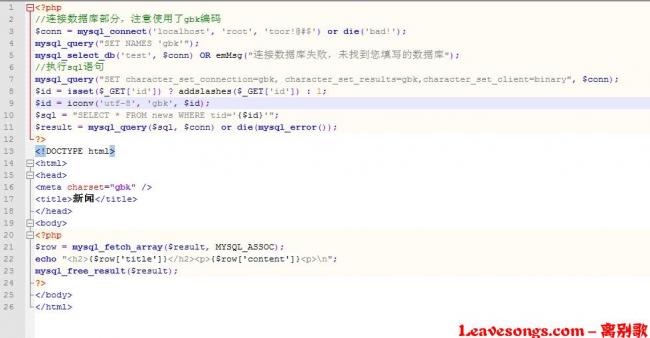 1 <?php
2 //连接数据库部分，注意使用了gbk编码
3 $conn = mysql_connect('localhost', 'root', 'toor!@#$') or die('bad!');
4 mysql_query("SET NAMES 'gbk'");
5 mysql_select_db('test', $conn) OR emMsg("连接数据库失败，未找到您填写的数据库");
6 //执行sql语句
7 mysql_query("SET character_set_connection=gbk, character_set_results=gbk,character_set_client=binary", $conn);
8 $id = isset($_GET['id']) ? addslashes($_GET['id']) : 1;
9 $id = iconv('utf-8', 'gbk', $id);
10 $sql = "SELECT * FROM news WHERE tid='{$id}'";
11 $result = mysql_query($sql, $conn) or die(mysql_error());
12 ?>
13 <!DOCTYPE html>
14 <html>
15 <head>
16 <meta charset="gbk" />
17 <title>新闻</title>
18 </head>
19 <body>
20 <?php
21 $row = mysql_fetch_array($result, MYSQL_ASSOC);
22 echo "<h2>{$row['title']}</h2><p>{$row['content']}<p>\n";
23 mysql_free_result($result);
24 ?>
25 </body>
26 </html>
Leavesong.com – 离别歌